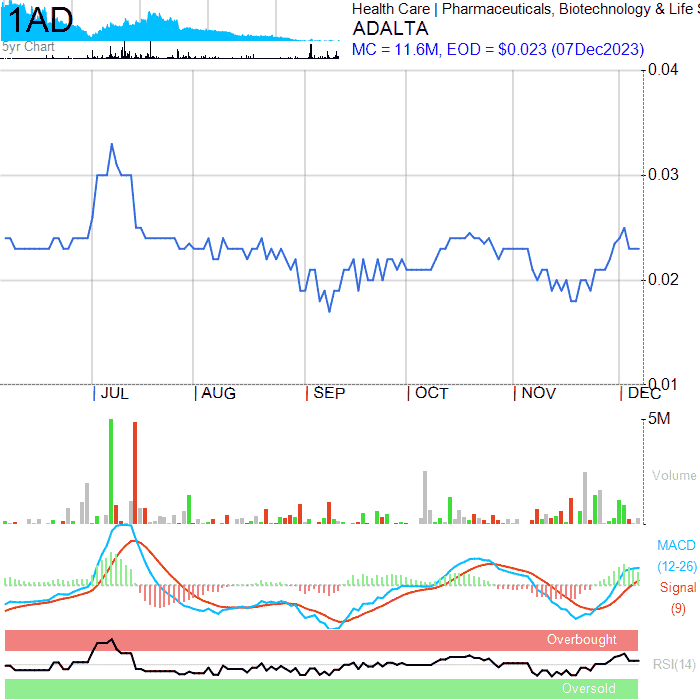 1AD
5yr Chart
Health Care | Pharmaceuticals, Biotechnology & Life
ADALTA
MC = 11.6M, EOD = $0.023 (07Dec2023)
0.04
0.03
0.02
0.01
JUL
AUG
SEP
OCT
NOV
DEC
5M
Volume
MACD
(12-26)
Signal
(9)
Overbought
RSI(14)
Oversold